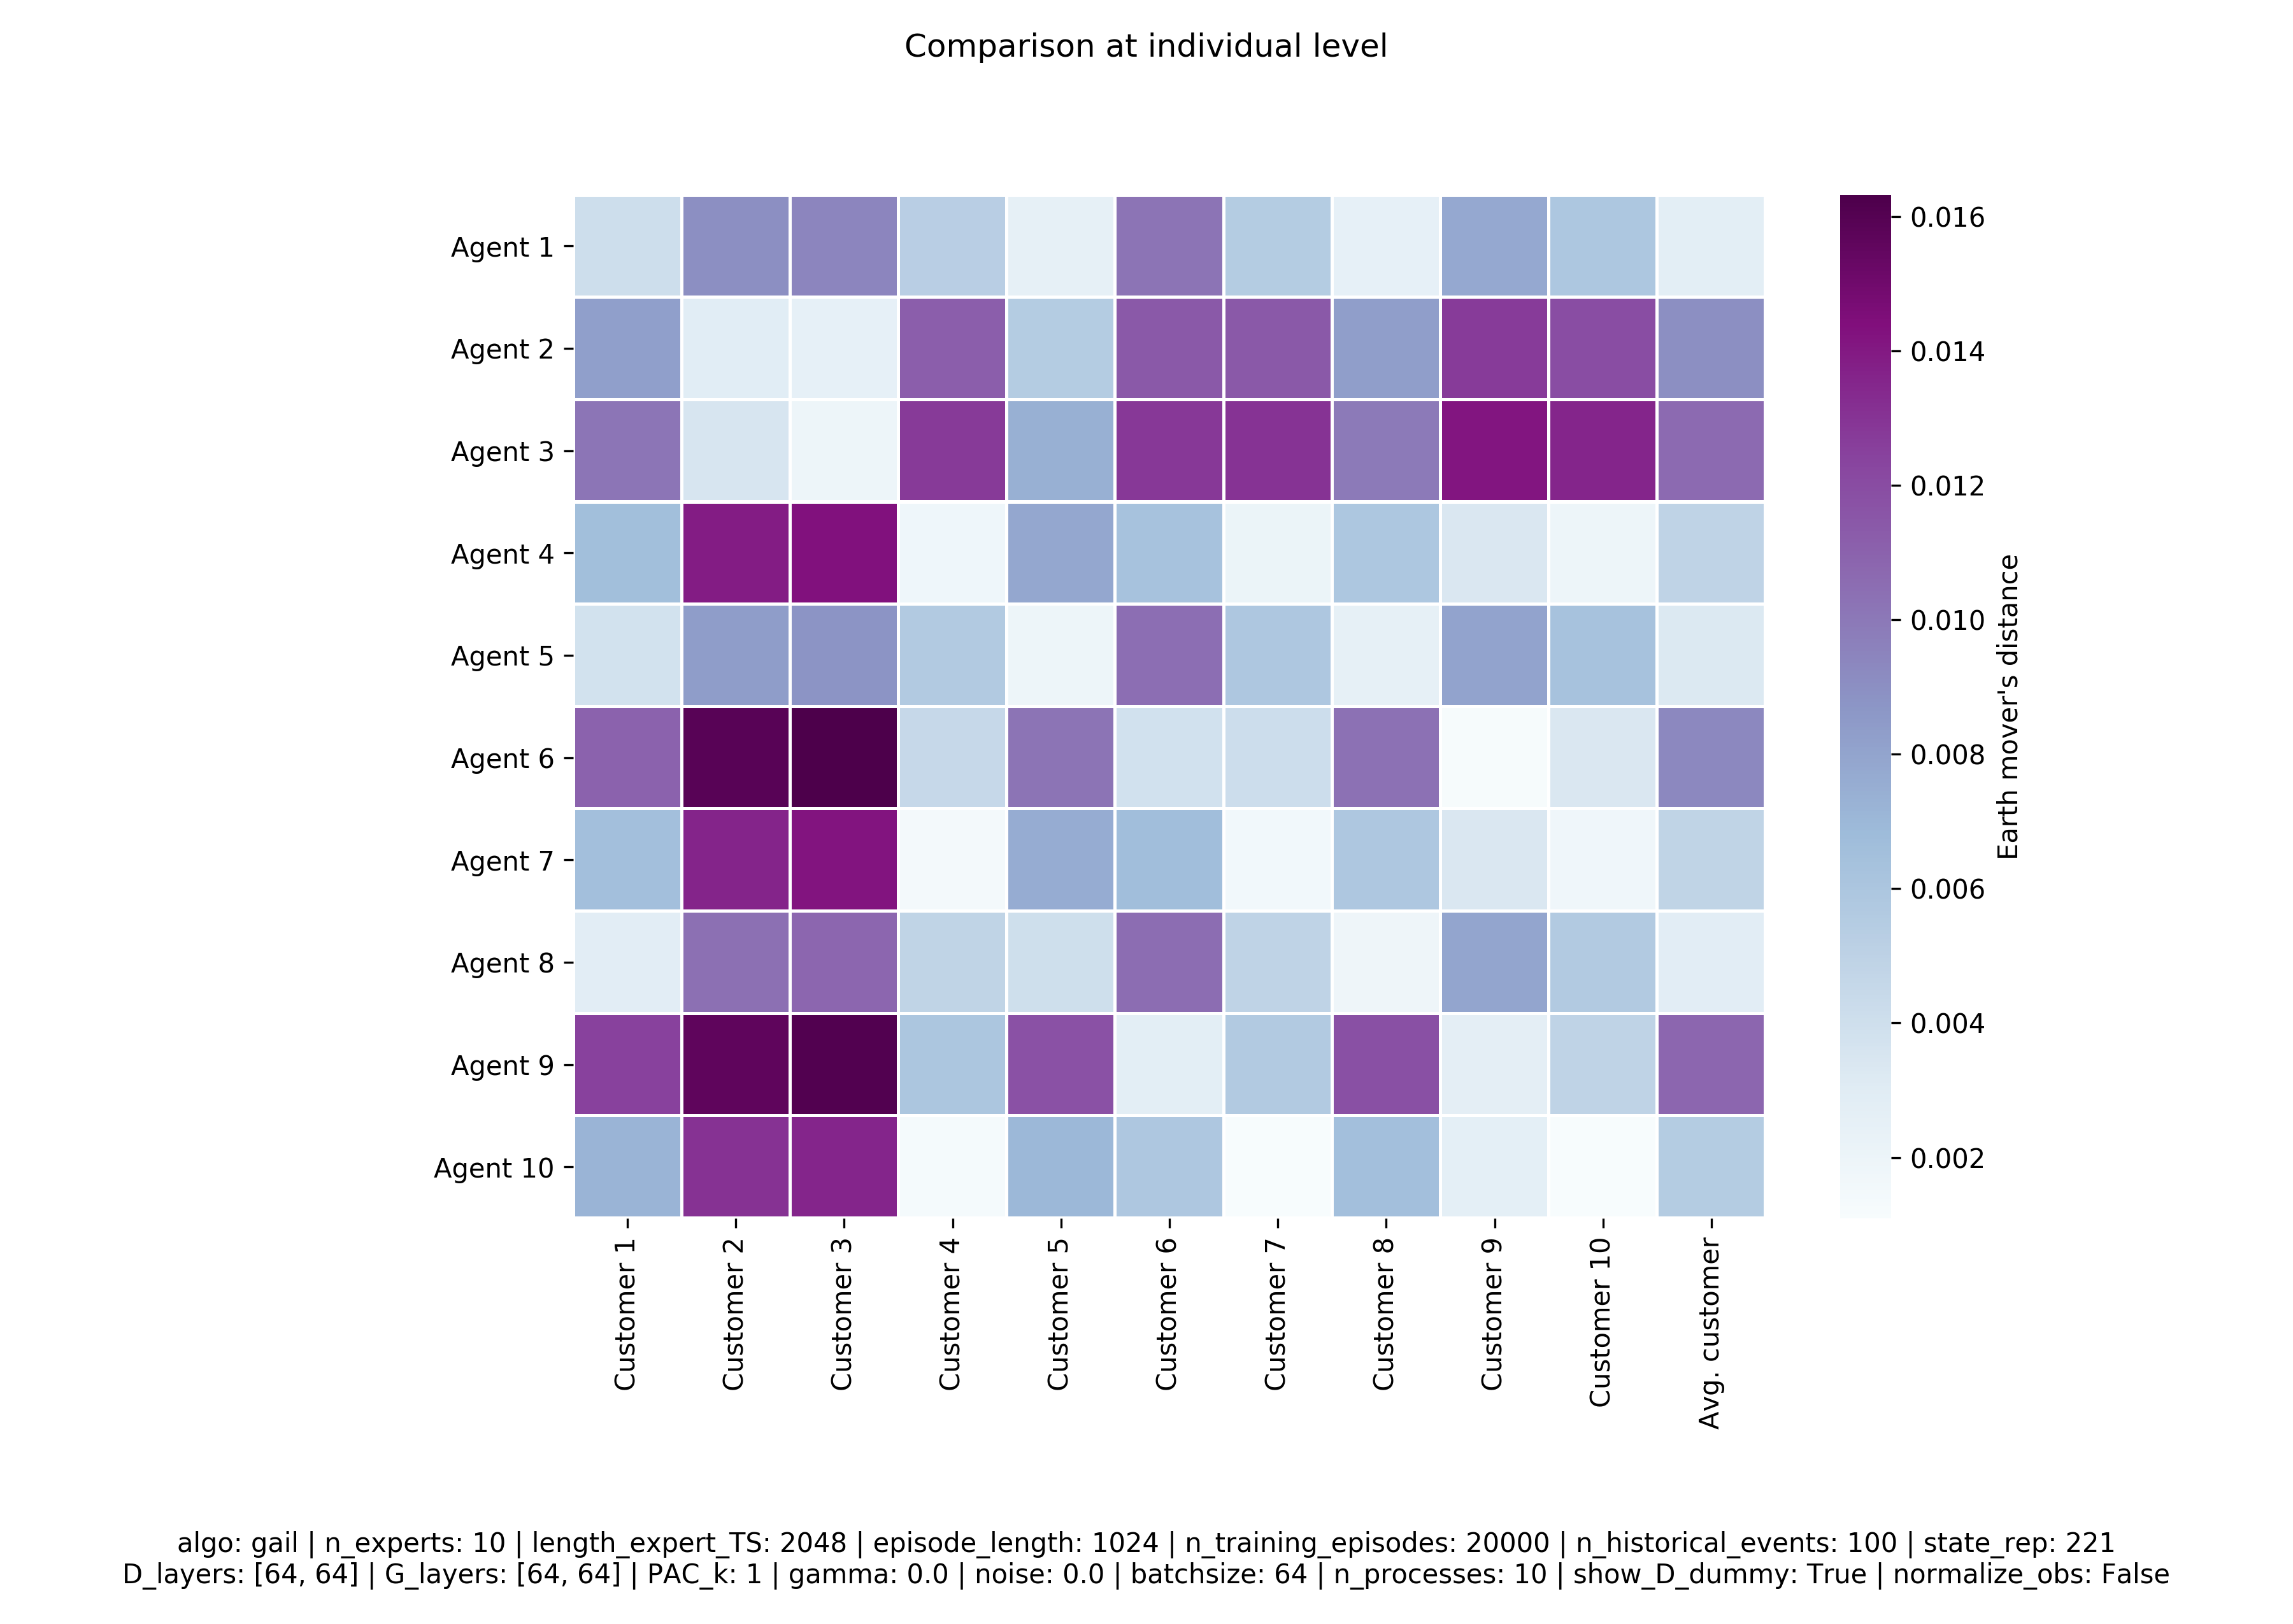 Comparison at individual level
Agent 1
Agent 2
Agent 3
Agent 4
Agent 5
Agent 6
Agent 7
Agent 8
Agent 9
Agent 10
Customer 1
Customer 2
Customer 3
Customer 4
Customer 5
Customer 6
Customer 7
Customer 8
Customer 9
Customer 10
Avg. customer
0.016
0.014
0.012
0.010
0.008
0.006
0.004
0.002
Earth mover's distance
algo: gail | n_experts: 10 | length_expert_TS: 2048 | episode_length: 1024 | n_training_episodes: 20000 | n_historical_events: 100 | state_rep: 221
D_layers: [64, 64] | G_layers: [64, 64] | PAC_k: 1 | gamma: 0.0 | noise: 0.0 | batchsize: 64 | n_processes: 10 | show_D_dummy: True | normalize_obs: False